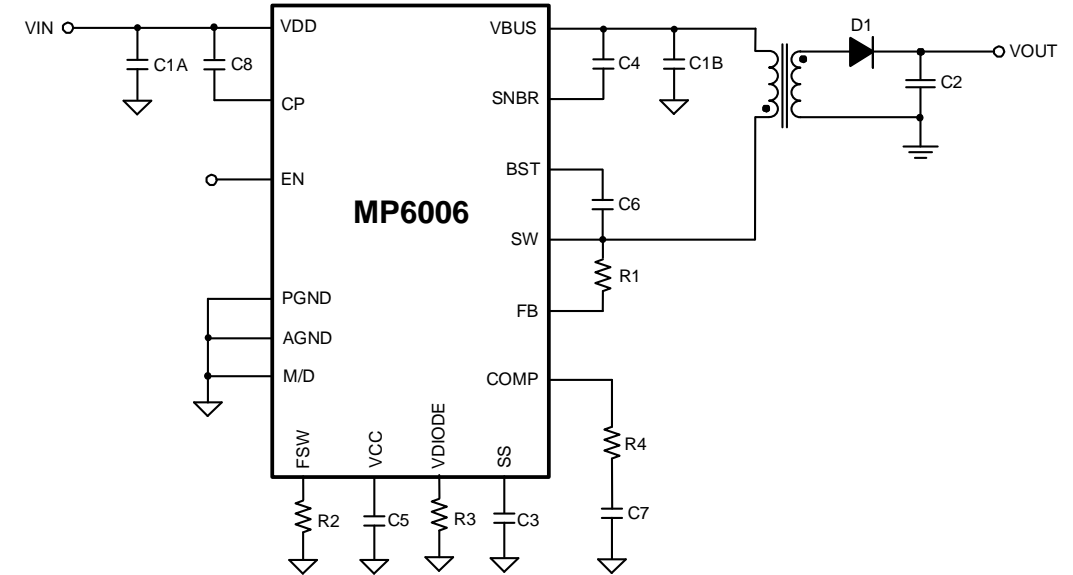 VIN
VDD
VBUS
D1
VOUT
C1A
C8
C4
C1B
C2
CP
SNBR
EN
BST
MP6006
C6
SW
R1
PGND
FB
AGND
M/D
COMP
FSW
VCC
VDIODE
SS
R4
R2
C5
R3
C3
C7